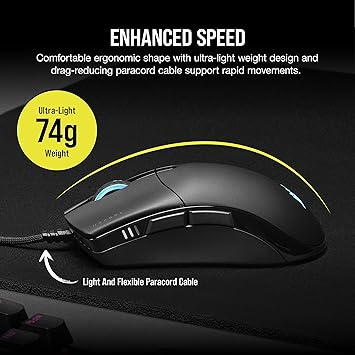 ENHANCED SPEED
Comfortable ergonomic shape with ultra-light weight design and
drag-reducing paracord cable support rapid movements.
Ultra-Light
74g
Weight
Light And Flexible Paracord Cable